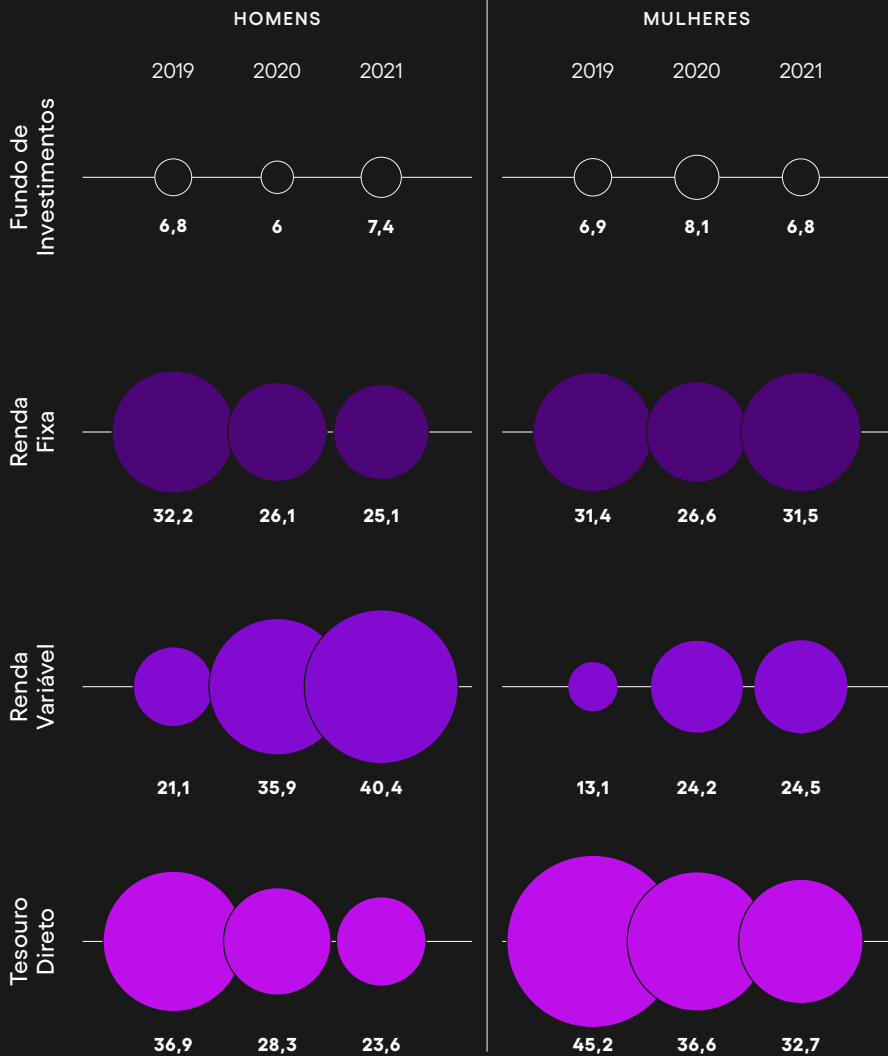 HOMENS MULHERES
2019 2020 2021 2019 2020 2021
Fundo de
Investimentos
6,8 6 7,4 6,9 8,1 6,8
Renda
Fixa
32,2 26,1 25,1 31,4 26,6 31,5
Renda
Variável
21,1 35,9 40,4 13,1 24,2 24,5
Tesouro
Direto
36,9 28,3 23,6 45,2 36,6 32,7